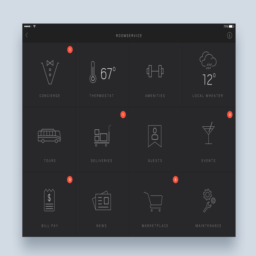 ROOMSERVICE
67°
12°
CONCIERGE
THERMOSTAT
AMENITIES
LOCAL WEATHER
TOURS
DELIVERIES
GUESTS
EVENTS
$
BILL PAY
NEWS
MARKETPLACE
MAINTENANCE